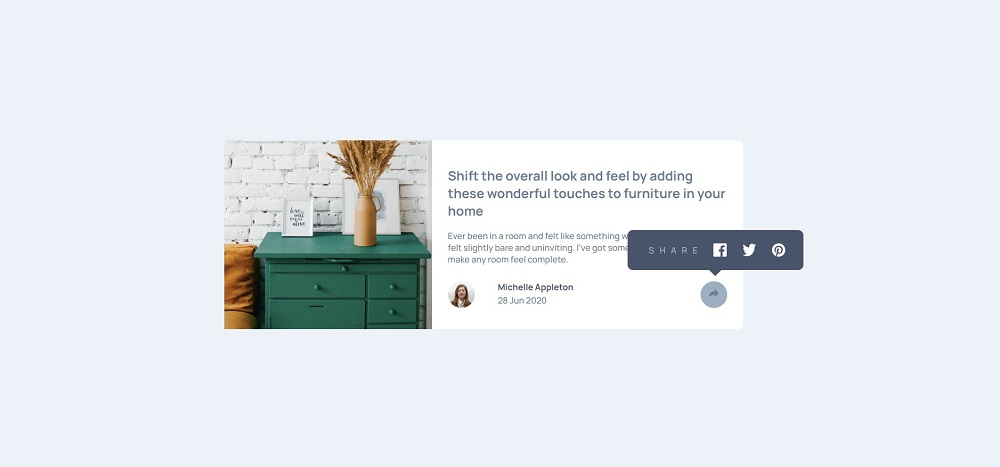 Shift the overall look and feel by adding
these wonderful touches to furniture in your
home
Ever been in a room and felt like something
felt slightly bare and uninviting. I've got some
make any room feel complete.
SHARE
Michelle Appleton
28 Jun 2020